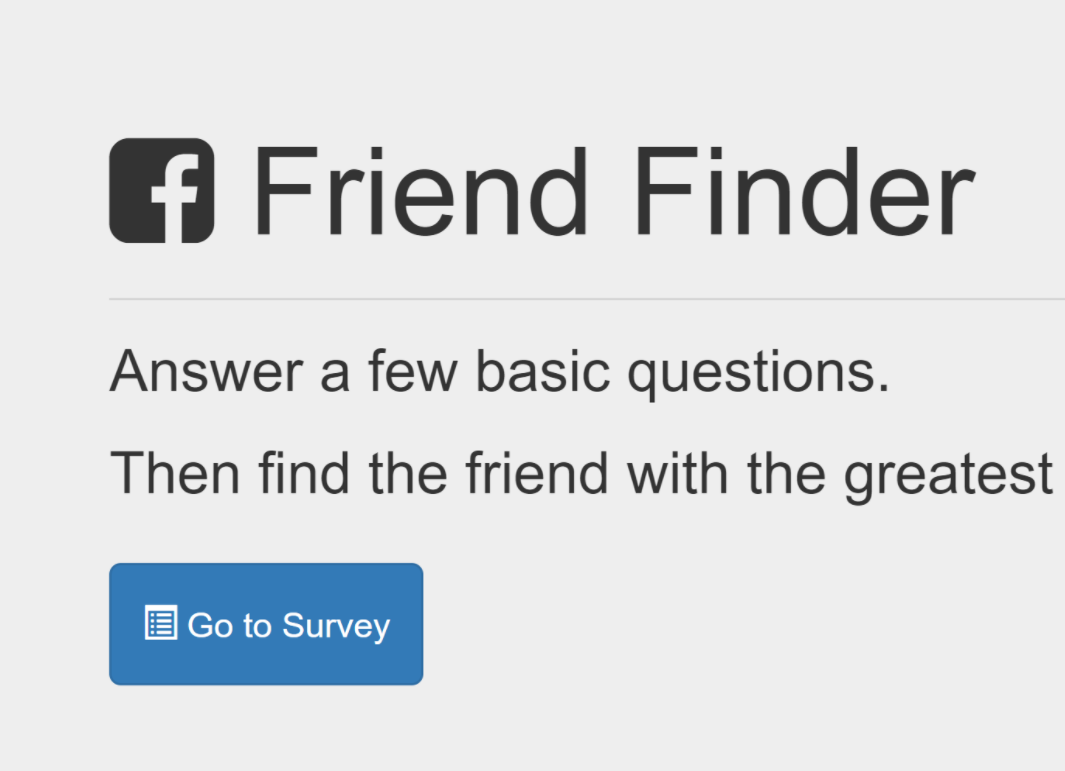 Friend Finder
Answer a few basic questions.
Then find the friend with the greatest
Go to Survey